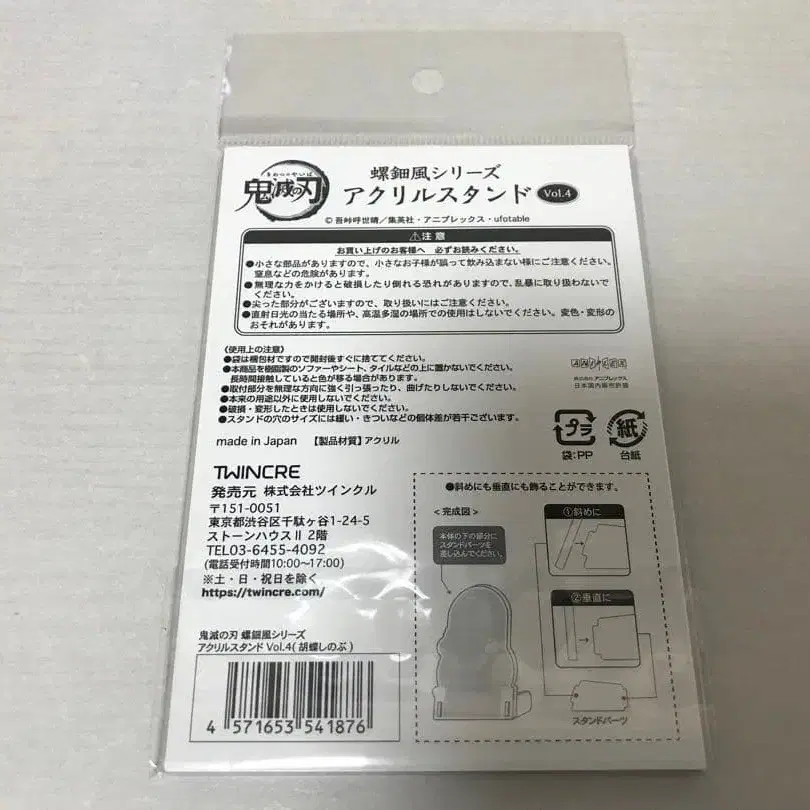 きめつのやいば
鬼滅の刃
螺鈿風シリーズ
アクリルスタンド Vol.4
© 吾峠呼世晴／集英社・アニプレックス・ufotable
⚠注 意
お買い上げのお客様へ 必ずお読みください。
●小さな部品がありますので、小さなお子様が誤って飲み込まない様にご注意ください。
窒息などの危険があります。
●無理な力をかけると破損したり倒れる恐れがありますので、乱暴に取り扱わないで
ください。
●尖った部分がございますので、取り扱いにはご注意ください。
●直射日光の当たる場所や、高温多湿の場所での使用はしないでください。変色・変形の
おそれがあります。
《使用上の注意》
●袋は梱包材ですので開封後すぐに捨ててください。
●本商品を樹脂製のソファーやシート、タイルなどの上に置かないでください。
長時間接触していると色が移る場合があります。
●取付部分を無理な方向に強く引っ張ったり、曲げたりしないでください。
●本来の用途以外に使用しないでください。
●破損・変形したときは使用しないでください。
●スタンドの穴のサイズには緩い・きついなどの個体差が若干ございます。
ANIPLEX
株式会社 アニプレックス
日本国内販売許諾
made in Japan 【製品材質】アクリル
プラ
袋:PP
紙
台紙
TWINCRE
発売元 株式会社ツインクル
〒151-0051
東京都渋谷区千駄ヶ谷1-24-5
ストーンハウスⅡ 2階
TEL03-6455-4092
(電話受付時間10:00〜17:00)
※土・日・祝日を除く
https://twincre.com/
●斜めにも垂直にも飾ることができます。
<完成図>
本体の下の部分に
スタンドパーツを
差し込んでください。
①斜めに
②垂直に
スタンドパーツ
鬼滅の刃 螺鈿風シリーズ
アクリルスタンド Vol.4( 胡蝶しのぶ )
4 571653 541876